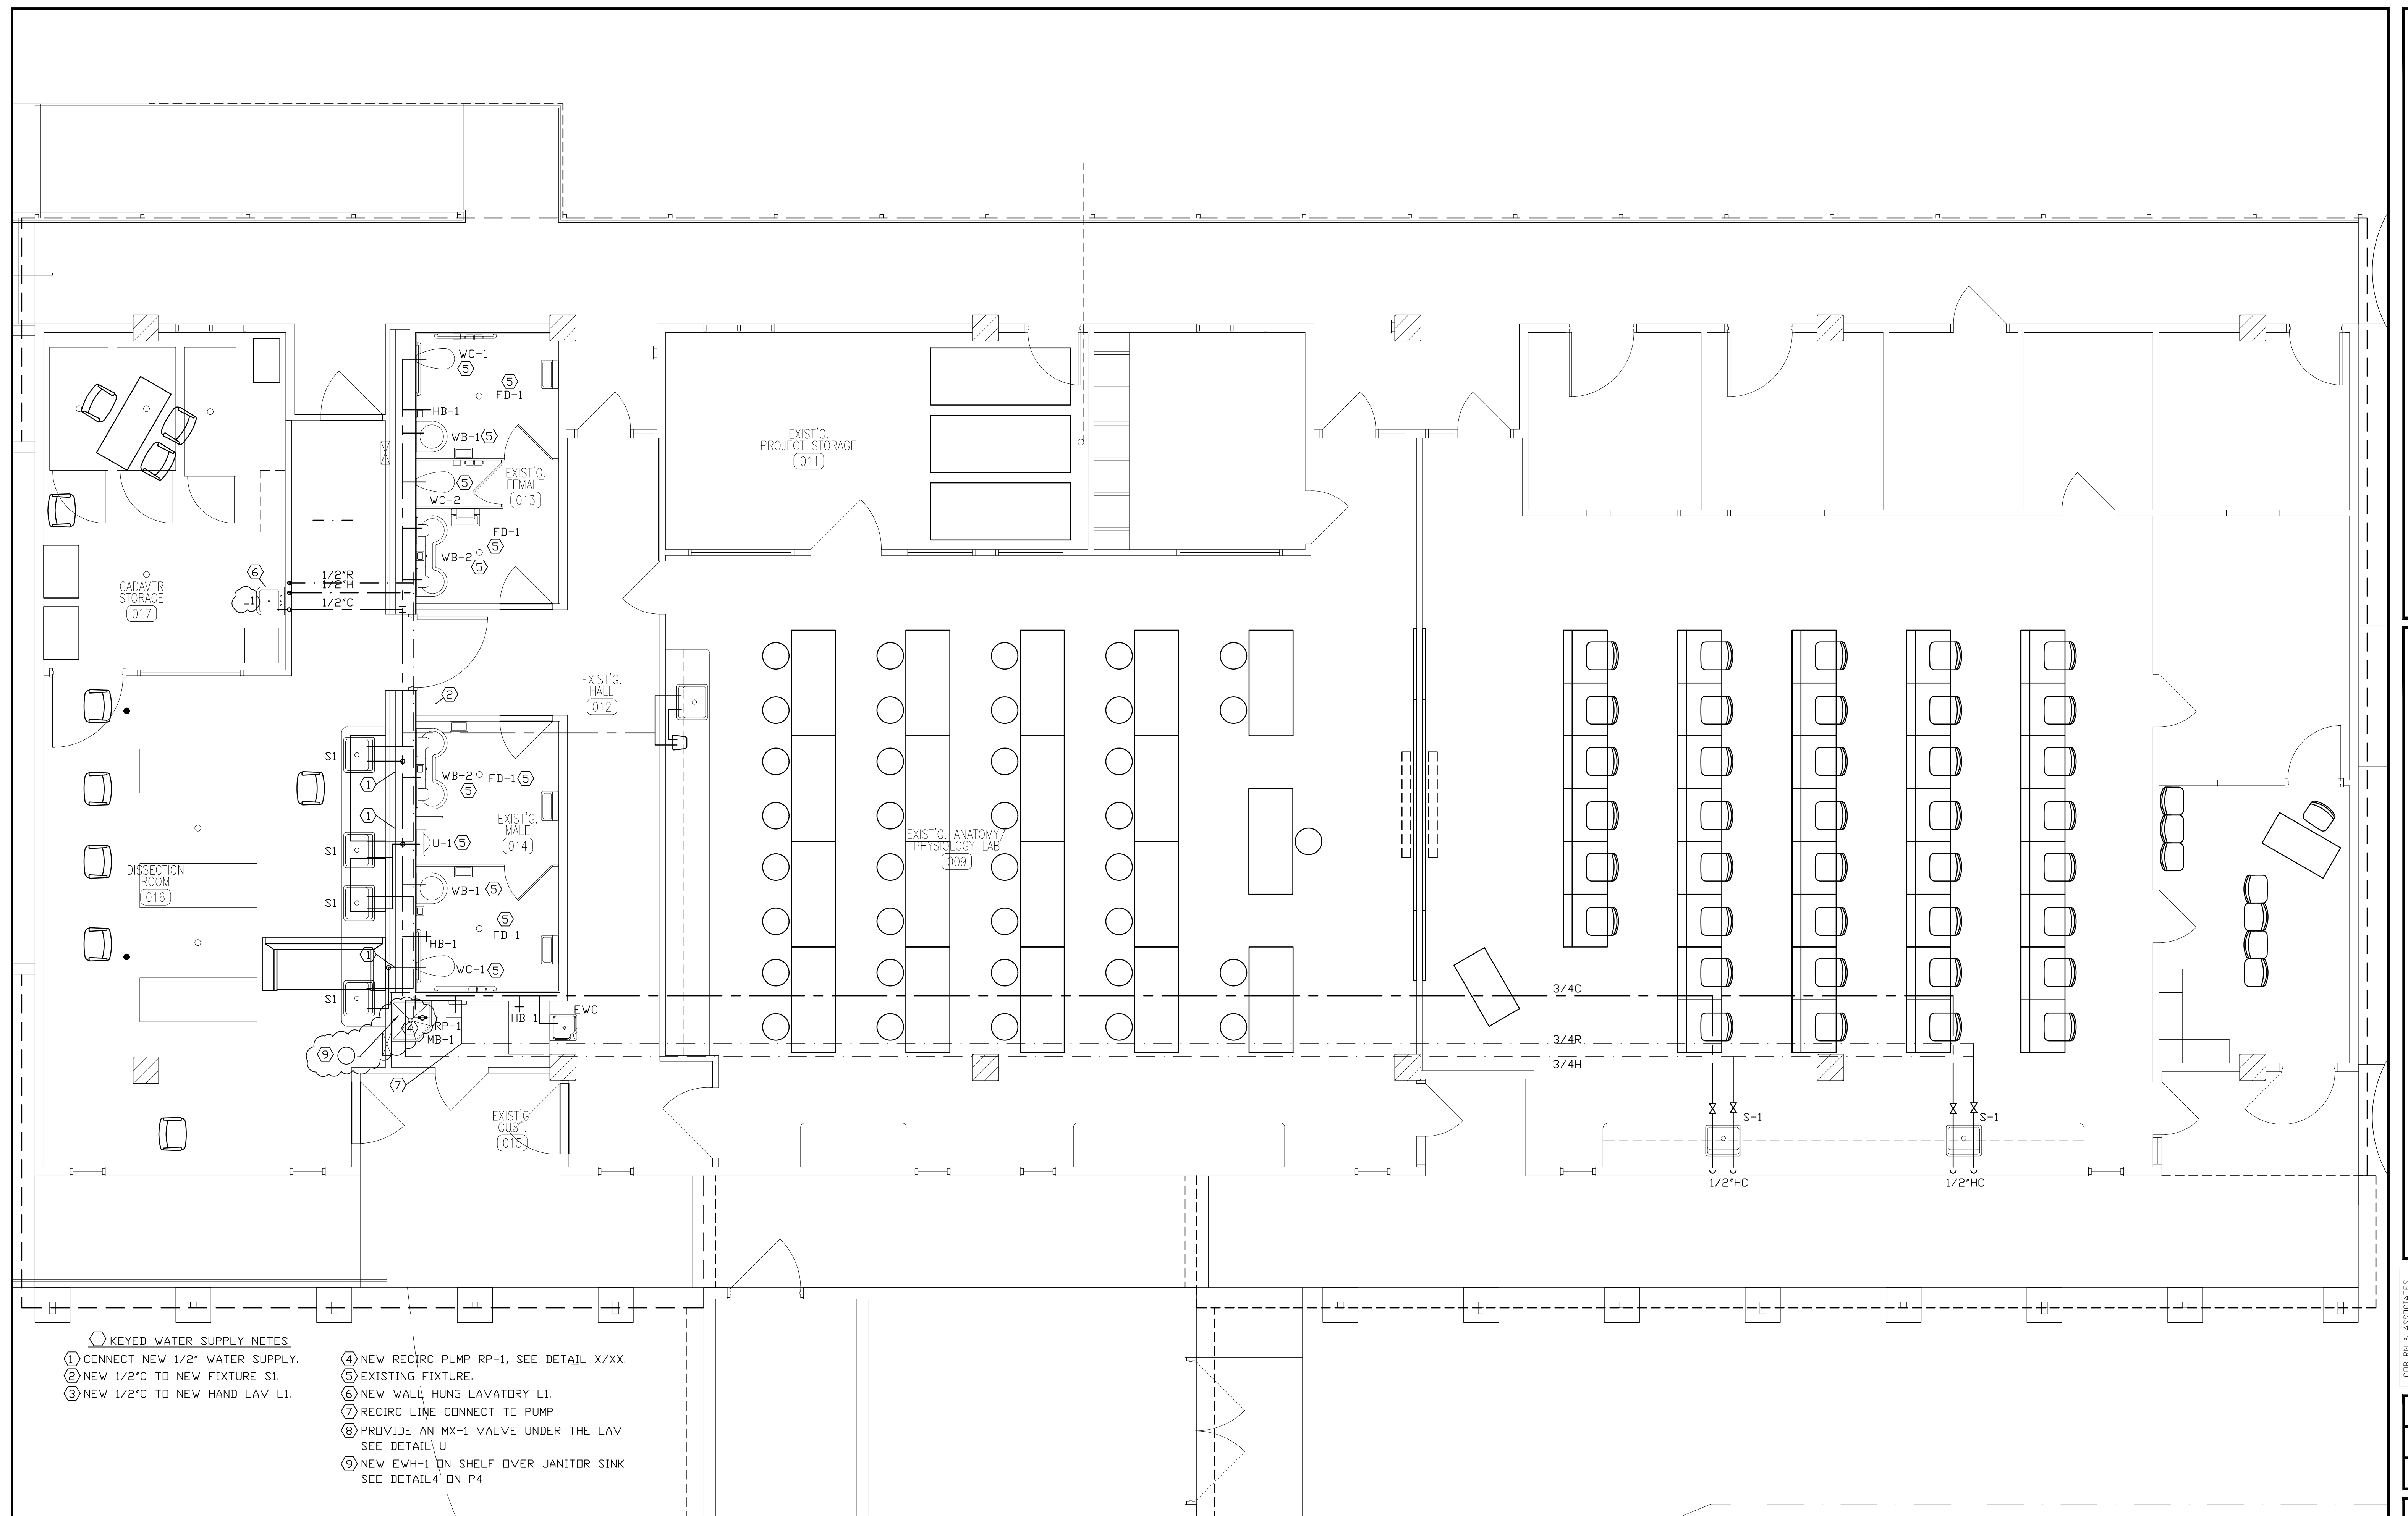 WC-1
5
5
FD-1
HB-1
WB-1 5
EXIST'G.
FEMALE
013
5
WC-2
FD-1
5
WB-2
5
EXIST'G.
PROJECT STORAGE
011
6
1/2"R
1/2"H
1/2"C
L1
CADAVER
STORAGE
017
2
EXIST'G.
HALL
012
S1
1
WB-2
5
FD-1 5
1
EXIST'G.
MALE
014
U-1 5
S1
EXIST'G. ANATOMY/
PHYSIOLOGY LAB
009
DISSECTION
ROOM
016
S1
WB-1 5
5
FD-1
HB-1
1
WC-1 5
S1
3/4C
EWC
HB-1
4
RP-1
MB-1
9
3/4R
3/4H
7
EXIST'G.
CUST.
015
S-1
S-1
1/2"HC
1/2"HC
KEYED WATER SUPPLY NOTES
1 CONNECT NEW 1/2" WATER SUPPLY.
2 NEW 1/2"C TO NEW FIXTURE S1.
3 NEW 1/2"C TO NEW HAND LAV L1.
4 NEW RECIRC PUMP RP-1, SEE DETAIL X/XX.
5 EXISTING FIXTURE.
6 NEW WALL HUNG LAVATORY L1.
7 RECIRC LINE CONNECT TO PUMP
8 PROVIDE AN MX-1 VALVE UNDER THE LAV
SEE DETAIL U
9 NEW EWH-1 ON SHELF OVER JANITOR SINK
SEE DETAIL4 ON P4
COBURN & ASSOCIATES